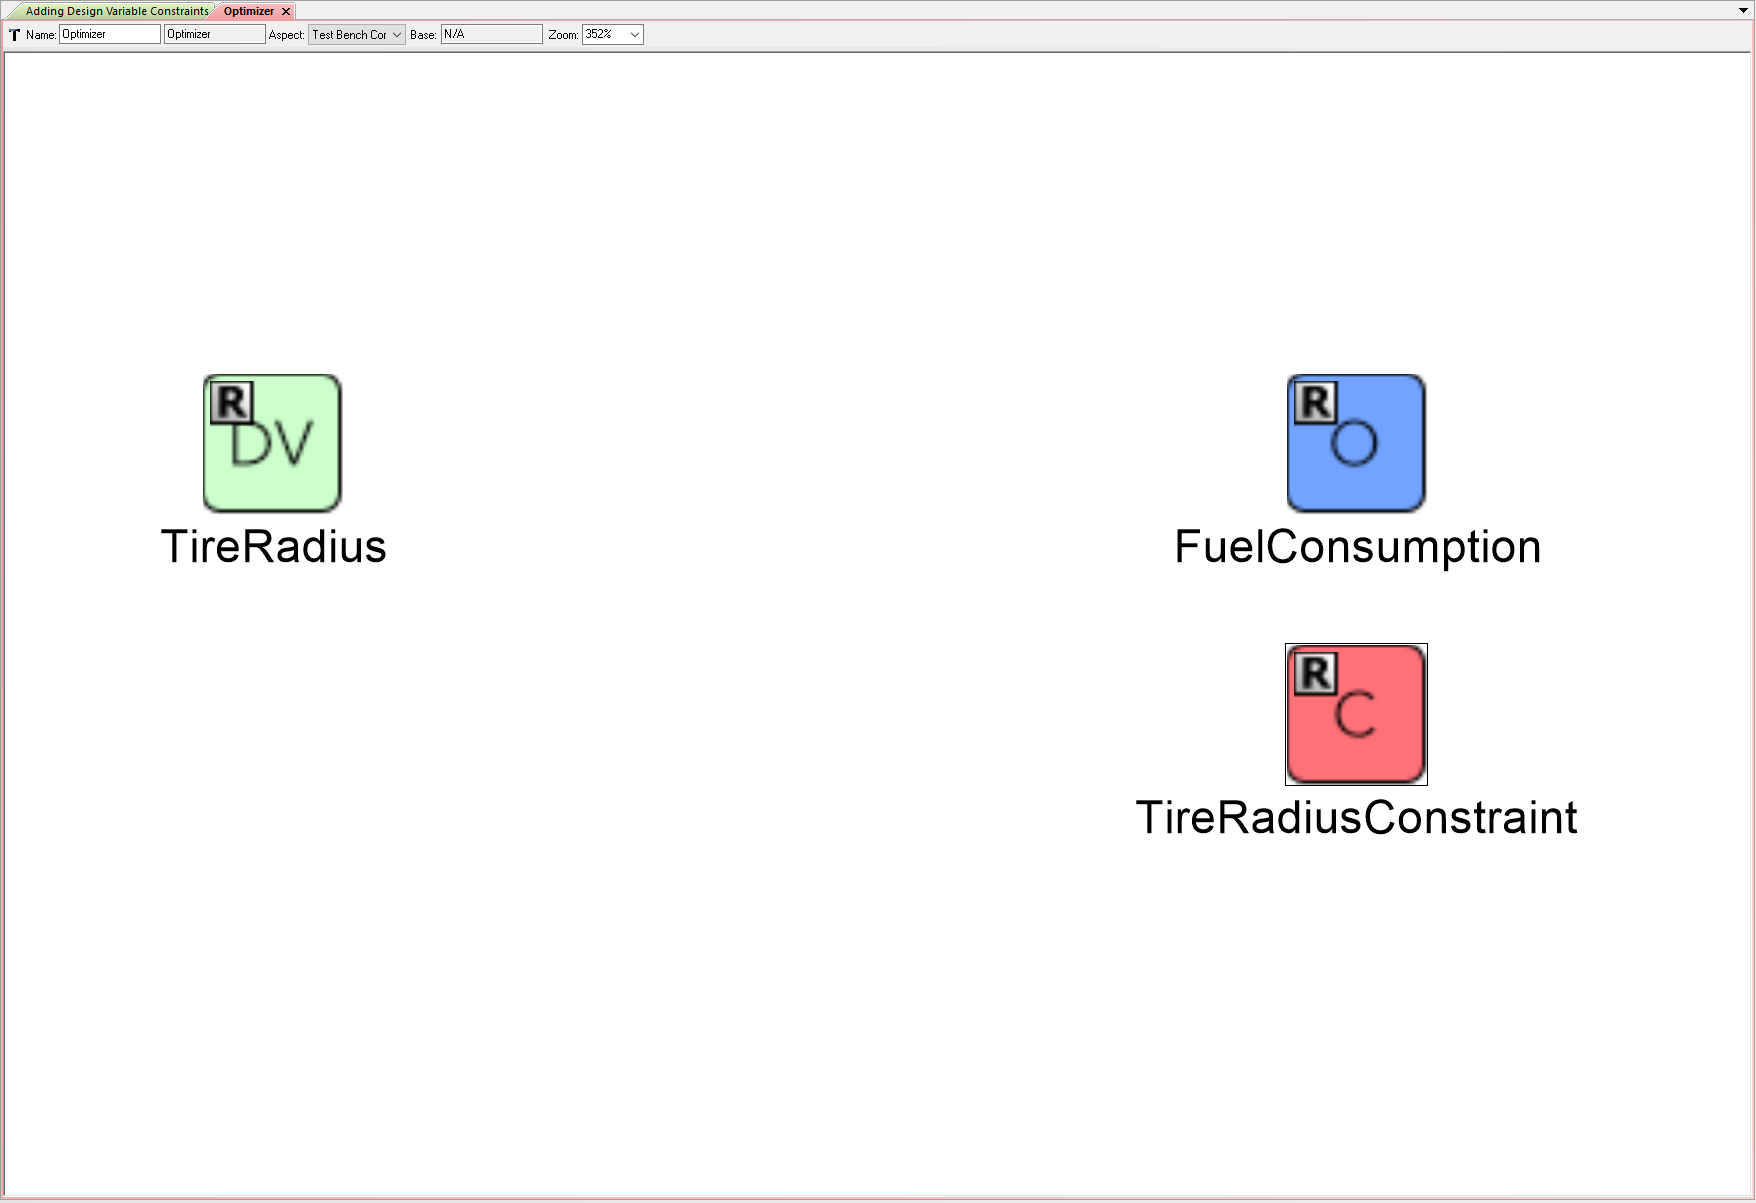 Adding Design Variable Constraints Optimizer
T Name: Optimizer Optimizer Aspect: Test Bench Cor Base: N/A Zoom: 352%
R DV
TireRadius
R O
FuelConsumption
R C
TireRadiusConstraint